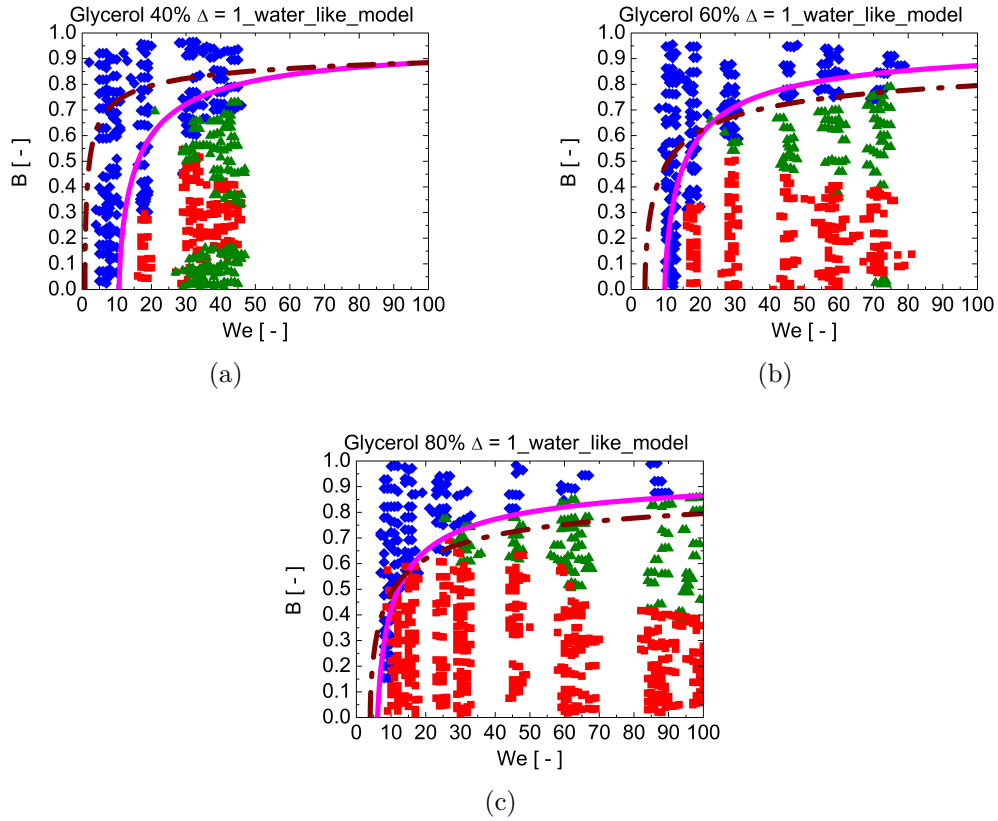 Glycerol 40% Δ = 1_water_like_model
1.0
0.9
0.8
0.7
0.6
0.5
0.4
0.3
0.2
0.1
0.0
B [ - ]
0 10 20 30 40 50 60 70 80 90 100
We [ - ]
(a)
Glycerol 60% Δ = 1_water_like_model
1.0
0.9
0.8
0.7
0.6
0.5
0.4
0.3
0.2
0.1
0.0
B [ - ]
0 10 20 30 40 50 60 70 80 90 100
We [ - ]
(b)
Glycerol 80% Δ = 1_water_like_model
1.0
0.9
0.8
0.7
0.6
0.5
0.4
0.3
0.2
0.1
0.0
B [ - ]
0 10 20 30 40 50 60 70 80 90 100
We [ - ]
(c)